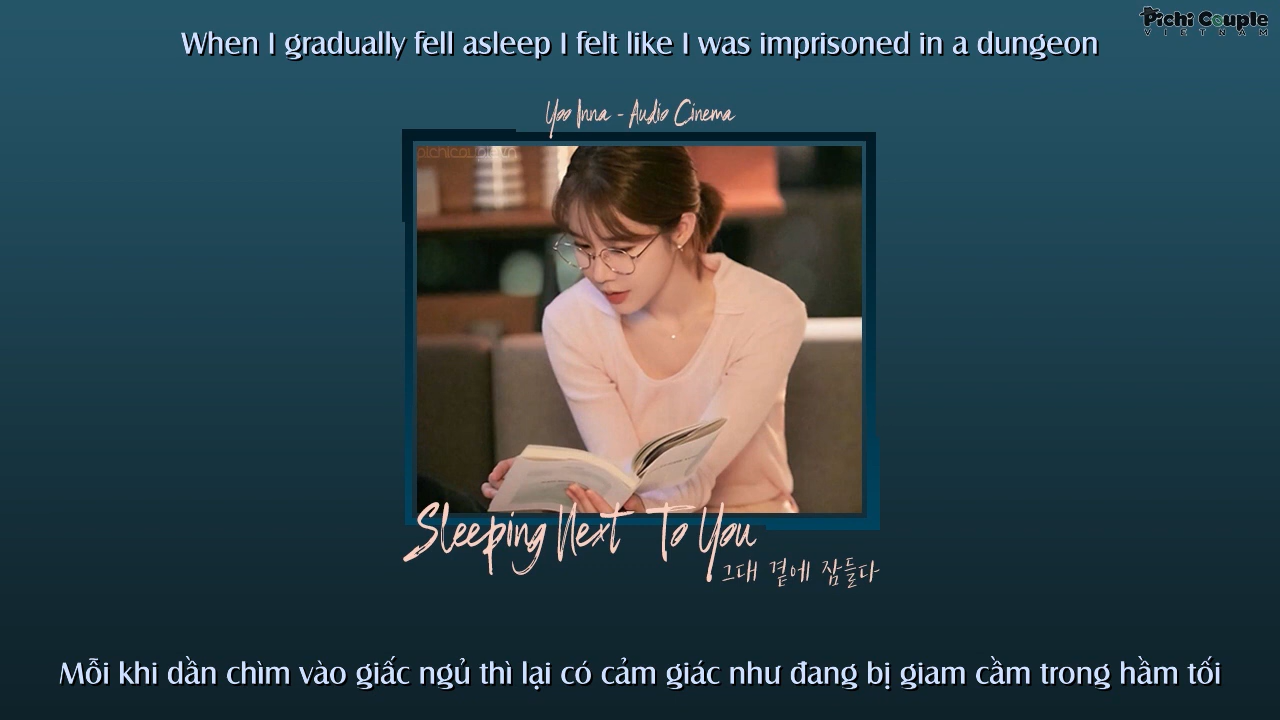 Pichi Couple
VIETNAM
When I gradually fell asleep I felt like I was imprisoned in a dungeon
Yoo Inna - Audio Cinema
pichicouple.vn
Sleeping Next To You
그대 곁에 잠들다
Mỗi khi dần chìm vào giấc ngủ thì lại có cảm giác như đang bị giam cầm trong hầm tối